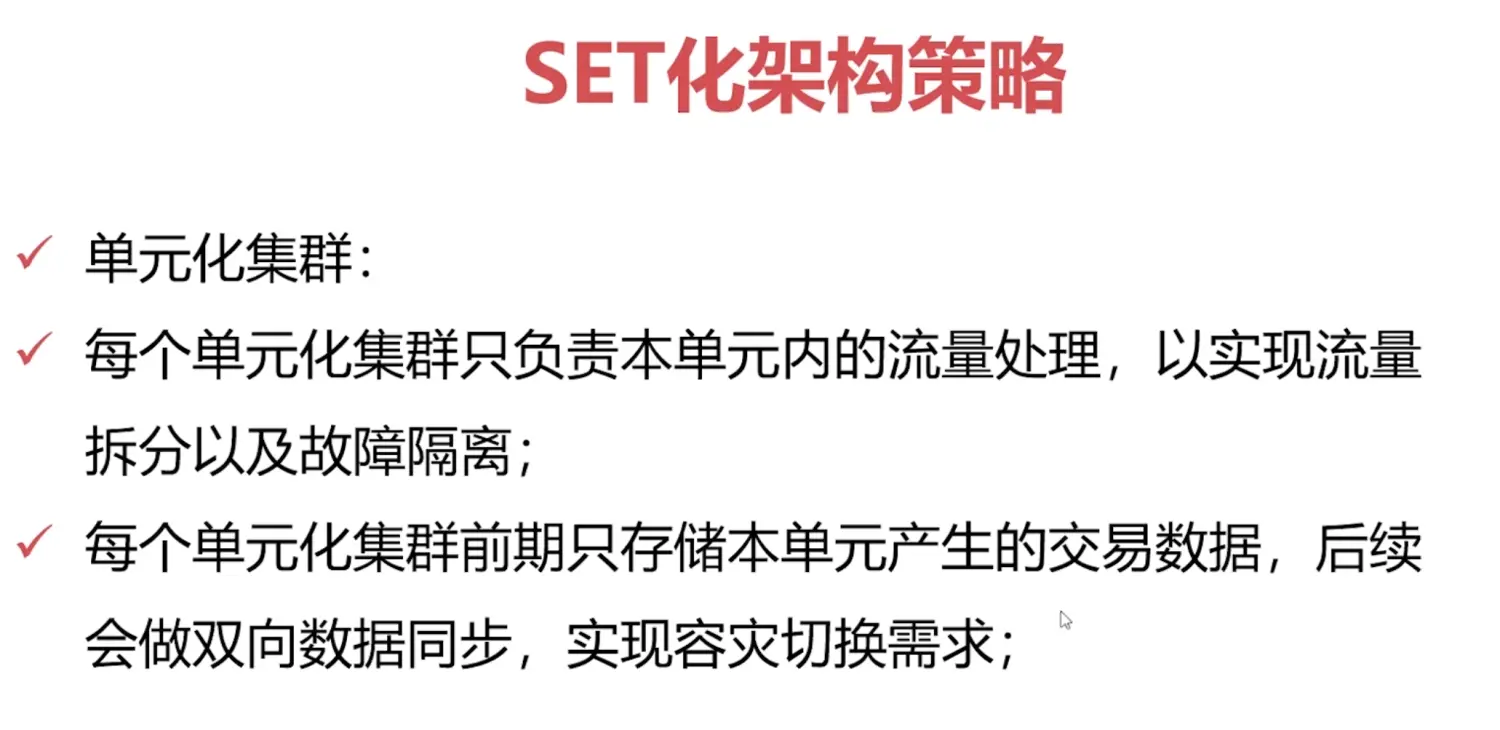 SET化架构策略
✓ 单元化集群：
✓ 每个单元化集群只负责本单元内的流量处理，以实现流量
拆分以及故障隔离；
✓ 每个单元化集群前期只存储本单元产生的交易数据，后续
会做双向数据同步，实现容灾切换需求；